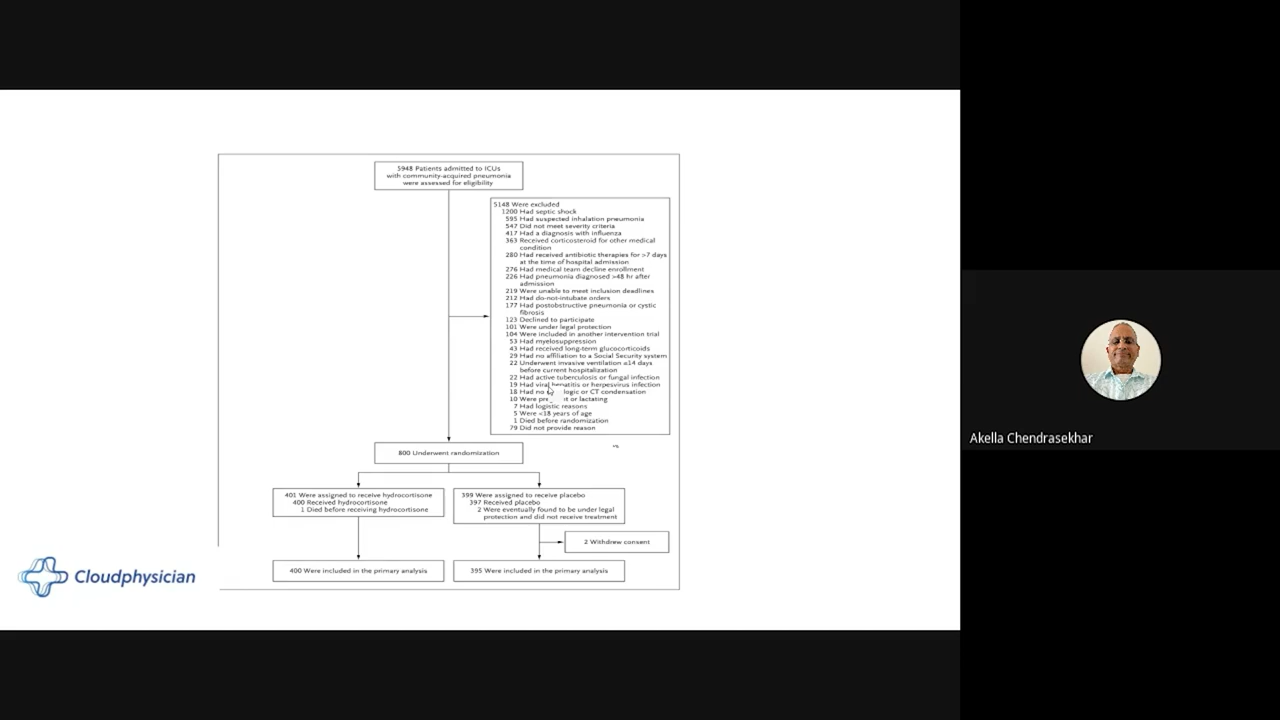 5948 Patients admitted to ICUs
with community-acquired pneumonia
were assessed for eligibility
5148 Were excluded
1200 Had septic shock
595 Had suspected inhalation pneumonia
547 Did not meet severity criteria
417 Had a diagnosis with influenza
363 Received corticosteroid for other medical
condition
280 Had received antibiotic therapies for >7 days
at the time of hospital admission
276 Had medical team decline enrollment
226 Had pneumonia diagnosed >48 hr after
admission
219 Were unable to meet inclusion deadlines
212 Had do-not-intubate orders
177 Had postobstructive pneumonia or cystic
fibrosis
123 Declined to participate
101 Were under legal protection
104 Were included in another intervention trial
53 Had myelosuppression
43 Had received long-term glucocorticoids
29 Had no affiliation to a Social Security system
22 Underwent invasive ventilation ≤14 days
before current hospitalization
22 Had active tuberculosis or fungal infection
19 Had viral hepatitis or herpesvirus infection
18 Had no or CT condensation
10 Were or lactating
7 Had logistic reasons
5 Were <18 years of age
1 Died before randomization
79 Did not provide reason
800 Underwent randomization
401 Were assigned to receive hydrocortisone
400 Received hydrocortisone
1 Died before receiving hydrocortisone
399 Were assigned to receive placebo
397 Received placebo
2 Were eventually found to be under legal
protection and did not receive treatment
2 Withdrew consent
400 Were included in the primary analysis
395 Were included in the primary analysis
Cloudphysician
Akella Chendrasekhar